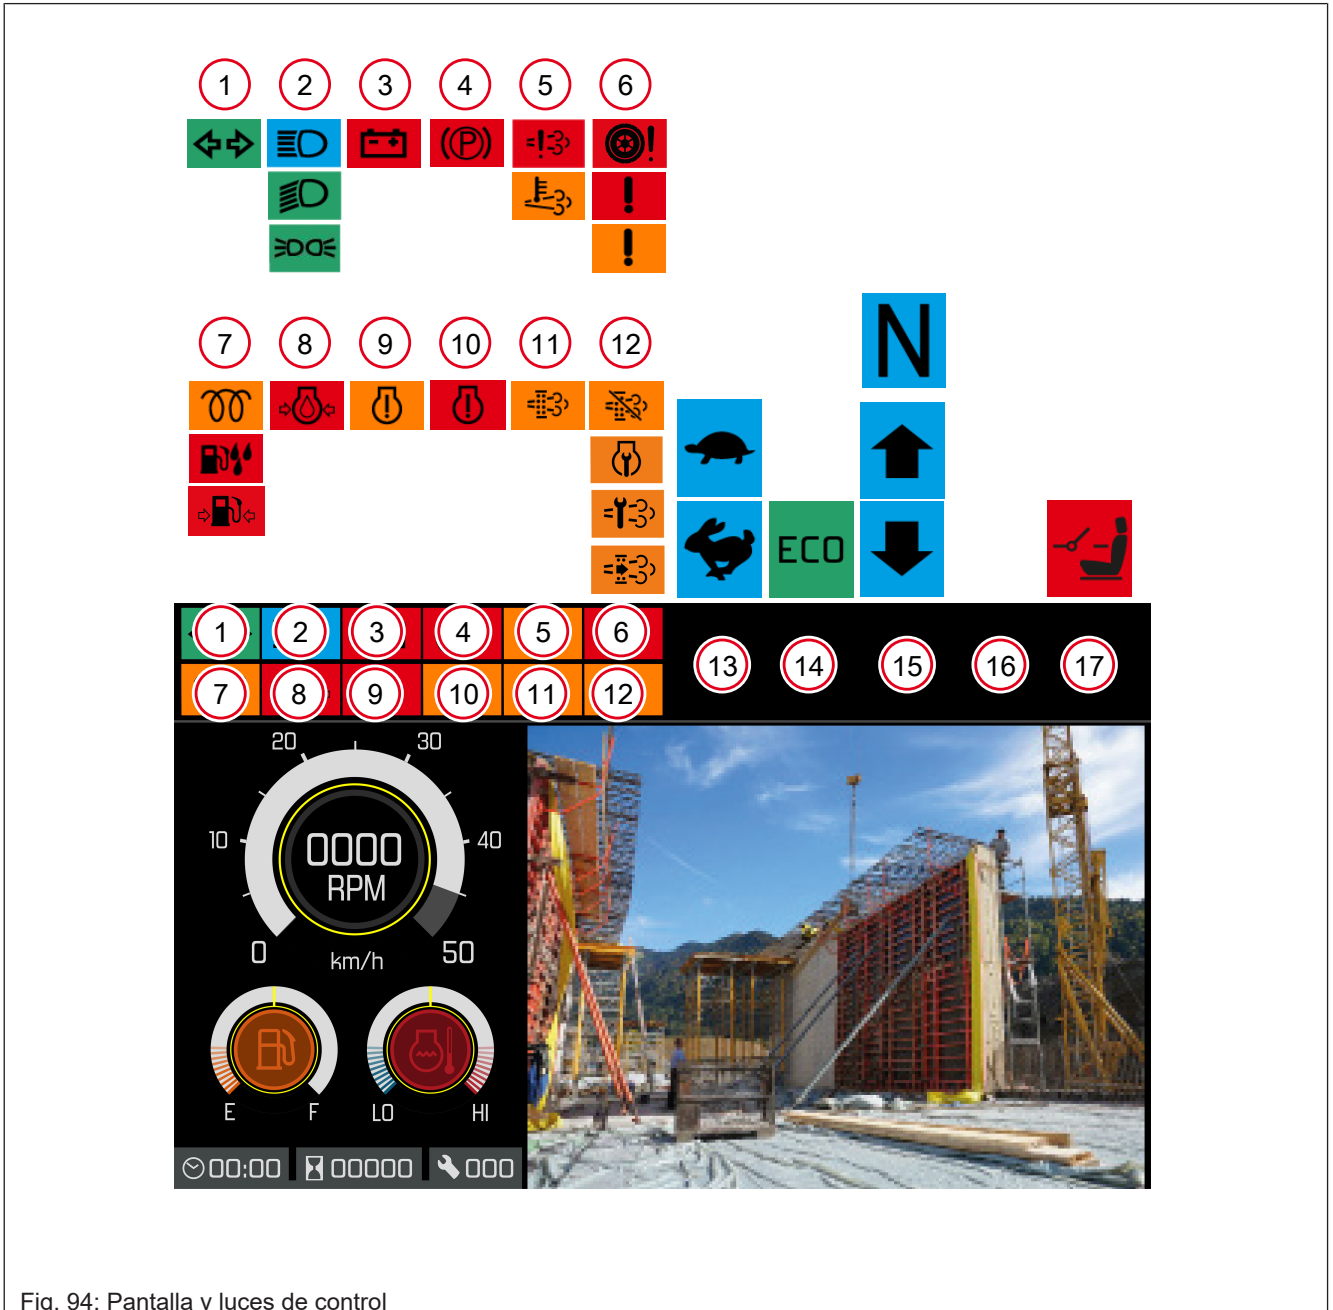 1 2 3 4 5 6
P
7 8 9 10 11 12
N
ECO
1 2 3 4 5 6
7 8 9 10 11 12
13 14 15 16 17
20 30
10 40
0000
RPM
0 50
km/h
E F LO HI
00:00 00000 000
Fig. 94: Pantalla y luces de control